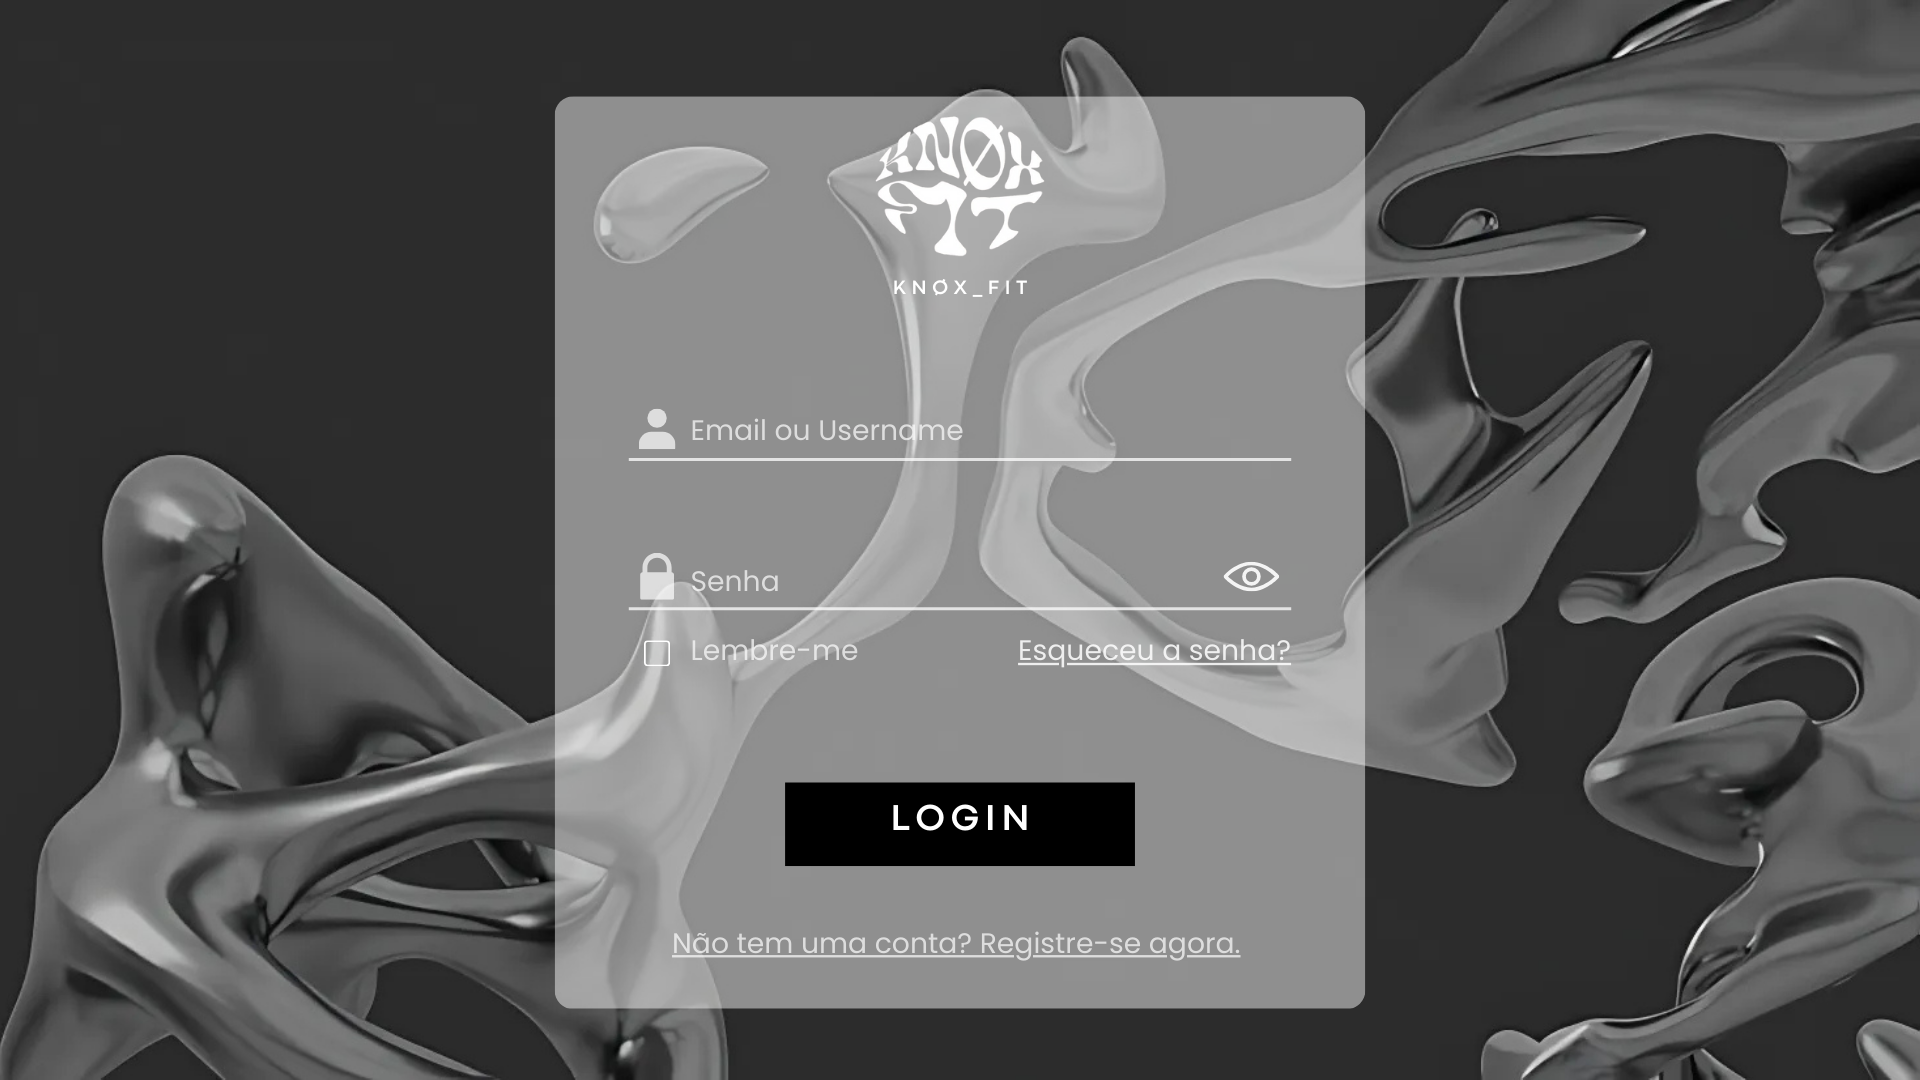 KNØX
FIT
KNØX_FIT
Email ou Username
Senha
Lembre-me
Esqueceu a senha?
LOGIN
Não tem uma conta? Registre-se agora.